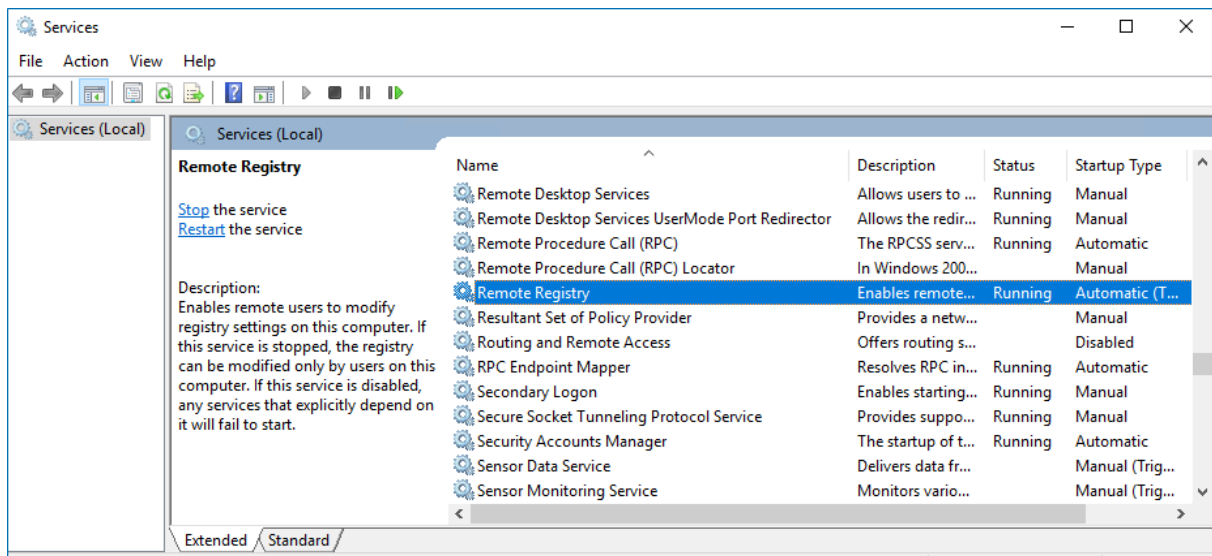 Services
File Action View Help
Services (Local)
Services (Local)
Remote Registry
Stop the service
Restart the service
Description:
Enables remote users to modify
registry settings on this computer. If
this service is stopped, the registry
can be modified only by users on this
computer. If this service is disabled,
any services that explicitly depend on
it will fail to start.
Name Description Status Startup Type
Remote Desktop Services Allows users to ... Running Manual
Remote Desktop Services UserMode Port Redirector Allows the redir... Running Manual
Remote Procedure Call (RPC) The RPCSS serv... Running Automatic
Remote Procedure Call (RPC) Locator In Windows 200... Manual
Remote Registry Enables remote... Running Automatic (T...
Resultant Set of Policy Provider Provides a netw... Manual
Routing and Remote Access Offers routing s... Disabled
RPC Endpoint Mapper Resolves RPC in... Running Automatic
Secondary Logon Enables starting... Running Manual
Secure Socket Tunneling Protocol Service Provides suppo... Running Manual
Security Accounts Manager The startup of t... Running Automatic
Sensor Data Service Delivers data fr... Manual (Trig...
Sensor Monitoring Service Monitors vario... Manual (Trig...
Extended Standard